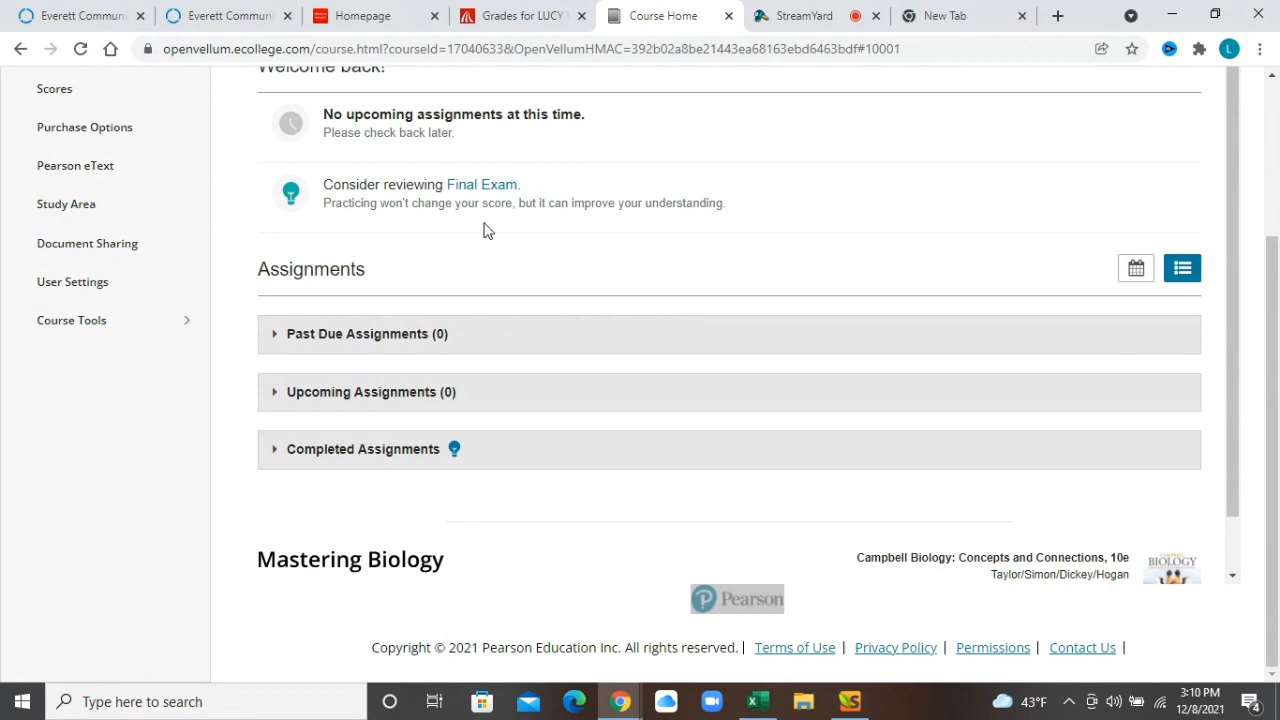 Everett Commun
Everett Commun
Homepage
Grades for LUCY W
Course Home
StreamYard
New Tab
openvellum.ecollege.com/course.html?courseId=17040633&OpenVellumHMAC=392b02a8be21443ea68163ebd6463bdf#10001
L
Welcome back!
Scores
Purchase Options
Pearson eText
Study Area
Document Sharing
User Settings
Course Tools
No upcoming assignments at this time.
Please check back later.
Consider reviewing Final Exam.
Practicing won't change your score, but it can improve your understanding.
Assignments
Past Due Assignments (0)
Upcoming Assignments (0)
Completed Assignments
Mastering Biology
Campbell Biology: Concepts and Connections, 10e
Taylor/Simon/Dickey/Hogan
BIOLOGY
Pearson
Copyright © 2021 Pearson Education Inc. All rights reserved. | Terms of Use | Privacy Policy | Permissions | Contact Us |
Type here to search
43°F
3:10 PM
12/8/2021
4